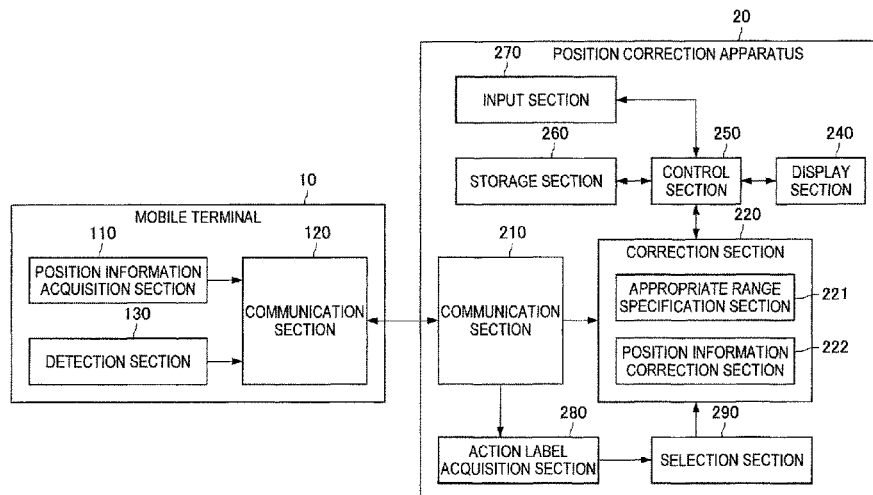 20
POSITION CORRECTION APPARATUS
270
INPUT SECTION
260
STORAGE SECTION
250
CONTROL
SECTION
240
DISPLAY
SECTION
10
MOBILE TERMINAL
110
POSITION INFORMATION
ACQUISITION SECTION
120
COMMUNICATION
SECTION
130
DETECTION SECTION
210
COMMUNICATION
SECTION
220
CORRECTION SECTION
APPROPRIATE RANGE
SPECIFICATION SECTION
221
POSITION INFORMATION
CORRECTION SECTION
222
280
ACTION LABEL
ACQUISITION SECTION
290
SELECTION SECTION